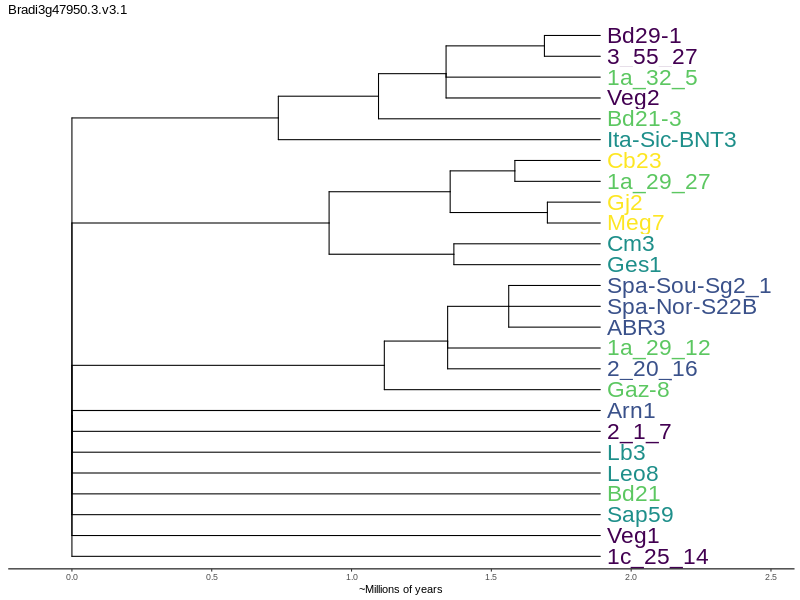 Bradi3g47950.3.v3.1
Bd29-1
3_55_27
1a_32_5
Veg2
Bd21-3
Ita-Sic-BNT3
Cb23
1a_29_27
Gj2
Meg7
Cm3
Ges1
Spa-Sou-Sg2_1
Spa-Nor-S22B
ABR3
1a_29_12
2_20_16
Gaz-8
Arn1
2_1_7
Lb3
Leo8
Bd21
Sap59
Veg1
1c_25_14
0.0 0.5 1.0 1.5 2.0 2.5
~Millions of years